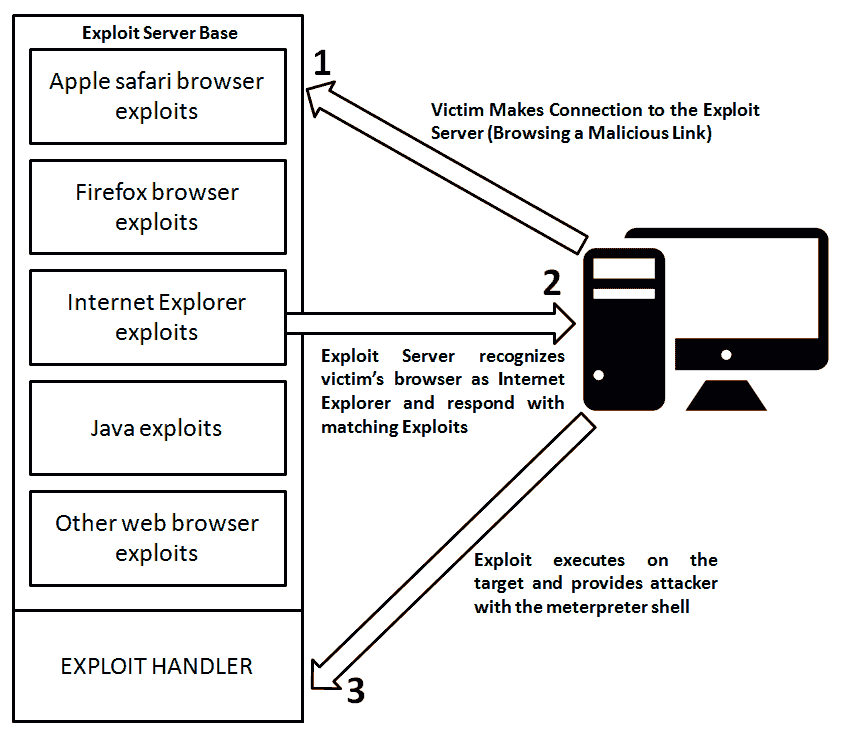 Exploit Server Base
Apple safari browser
exploits
Firefox browser
exploits
Internet Explorer
exploits
Java exploits
Other web browser
exploits
EXPLOIT HANDLER
1
Victim Makes Connection to the Exploit
Server (Browsing a Malicious Link)
2
Exploit Server recognizes
victim's browser as Internet
Explorer and respond with
matching Exploits
Exploit executes on the
target and provides attacker
with the meterpreter shell
3